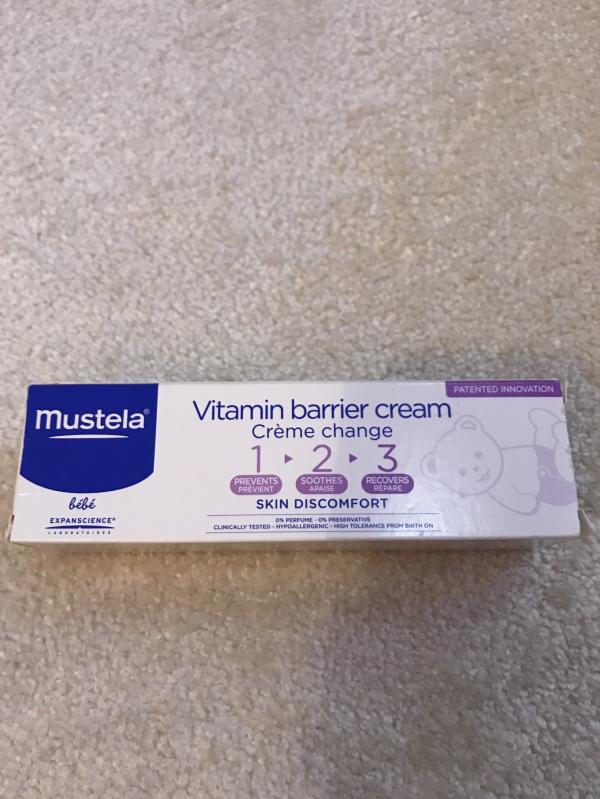 PATENTED INNOVATION
mustela®
Vitamin barrier cream
Crème change
1 ▸ 2 ▸ 3
PREVENTS SOOTHES RECOVERS
PRÉVIENT APAISE RÉPARE
SKIN DISCOMFORT
bébé
EXPANSCIENCE®
LABORATOIRES
0% PERFUME - 0% PRESERVATIVE
CLINICALLY TESTED - HYPOALLERGENIC - HIGH TOLERANCE FROM BIRTH ON